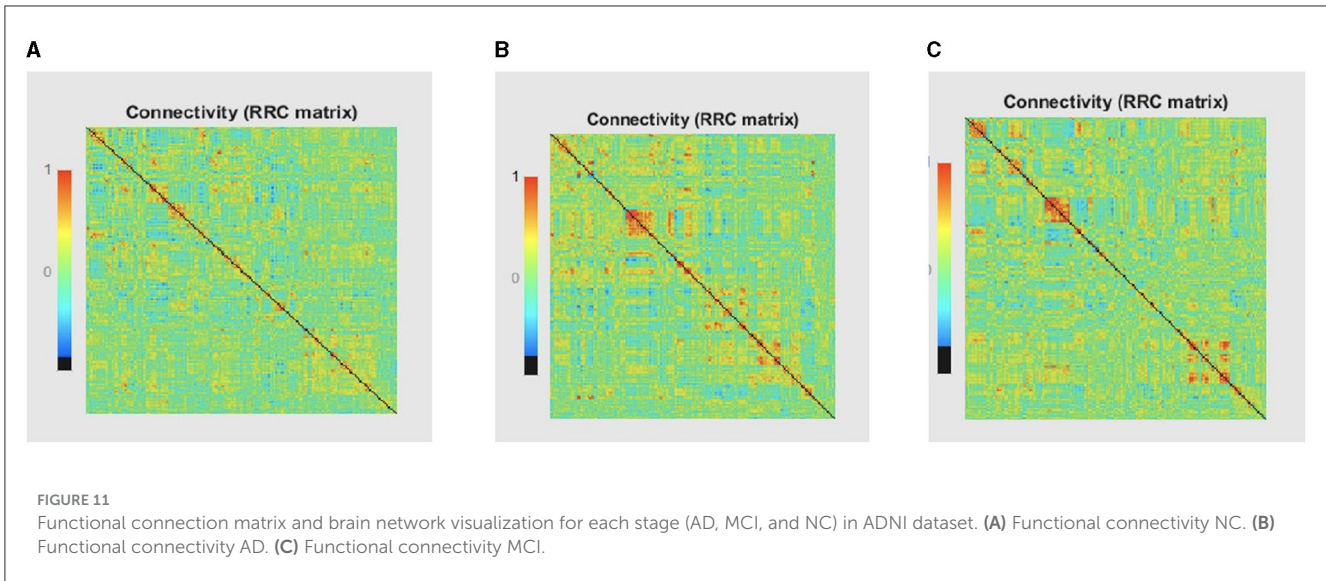 A
B
C
Connectivity (RRC matrix)
1
0
Connectivity (RRC matrix)
1
0
Connectivity (RRC matrix)
FIGURE 11
Functional connection matrix and brain network visualization for each stage (AD, MCI, and NC) in ADNI dataset. (A) Functional connectivity NC. (B)
Functional connectivity AD. (C) Functional connectivity MCI.